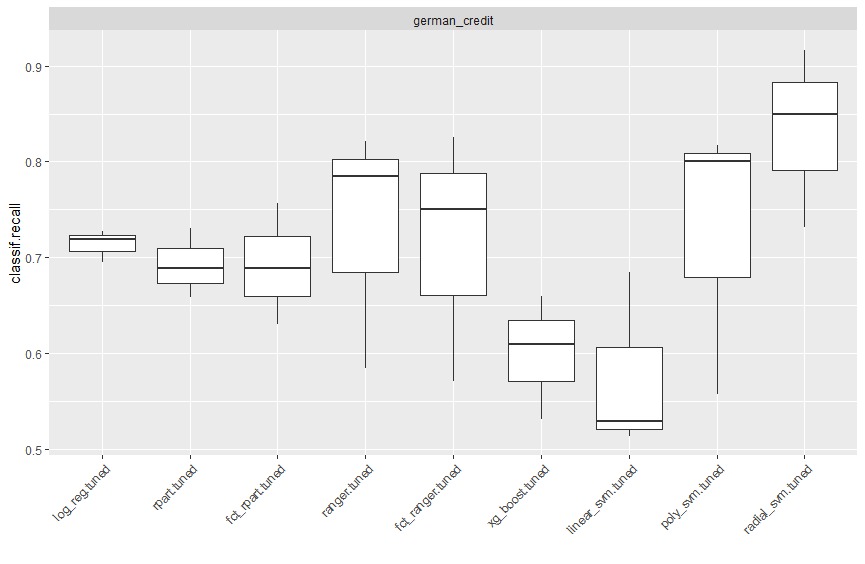 german_credit
classif.recall
0.9
0.8
0.7
0.6
0.5
log_reg.tuned
rpart.tuned
fct_rpart.tuned
ranger.tuned
fct_ranger.tuned
xg_boost.tuned
linear_svm.tuned
poly_svm.tuned
radial_svm.tuned